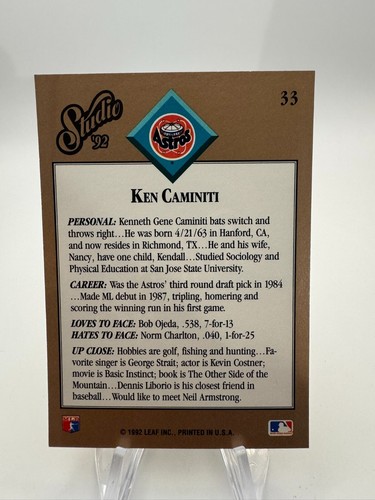 Studio
'92
33
Astros
KEN CAMINITI
PERSONAL: Kenneth Gene Caminiti bats switch and
throws right...He was born 4/21/63 in Hanford, CA,
and now resides in Richmond, TX...He and his wife,
Nancy, have one child, Kendall...Studied Sociology and
Physical Education at San Jose State University.
CAREER: Was the Astros' third round draft pick in 1984
...Made ML debut in 1987, tripling, homering and
scoring the winning run in his first game.
LOVES TO FACE: Bob Ojeda, .538, 7-for-13
HATES TO FACE: Norm Charlton, .040, 1-for-25
UP CLOSE: Hobbies are golf, fishing and hunting...Fa-
vorite singer is George Strait; actor is Kevin Costner;
movie is Basic Instinct; book is The Other Side of the
Mountain...Dennis Liborio is his closest friend in
baseball...Would like to meet Neil Armstrong.
© 1992 LEAF INC., PRINTED IN U.S.A.